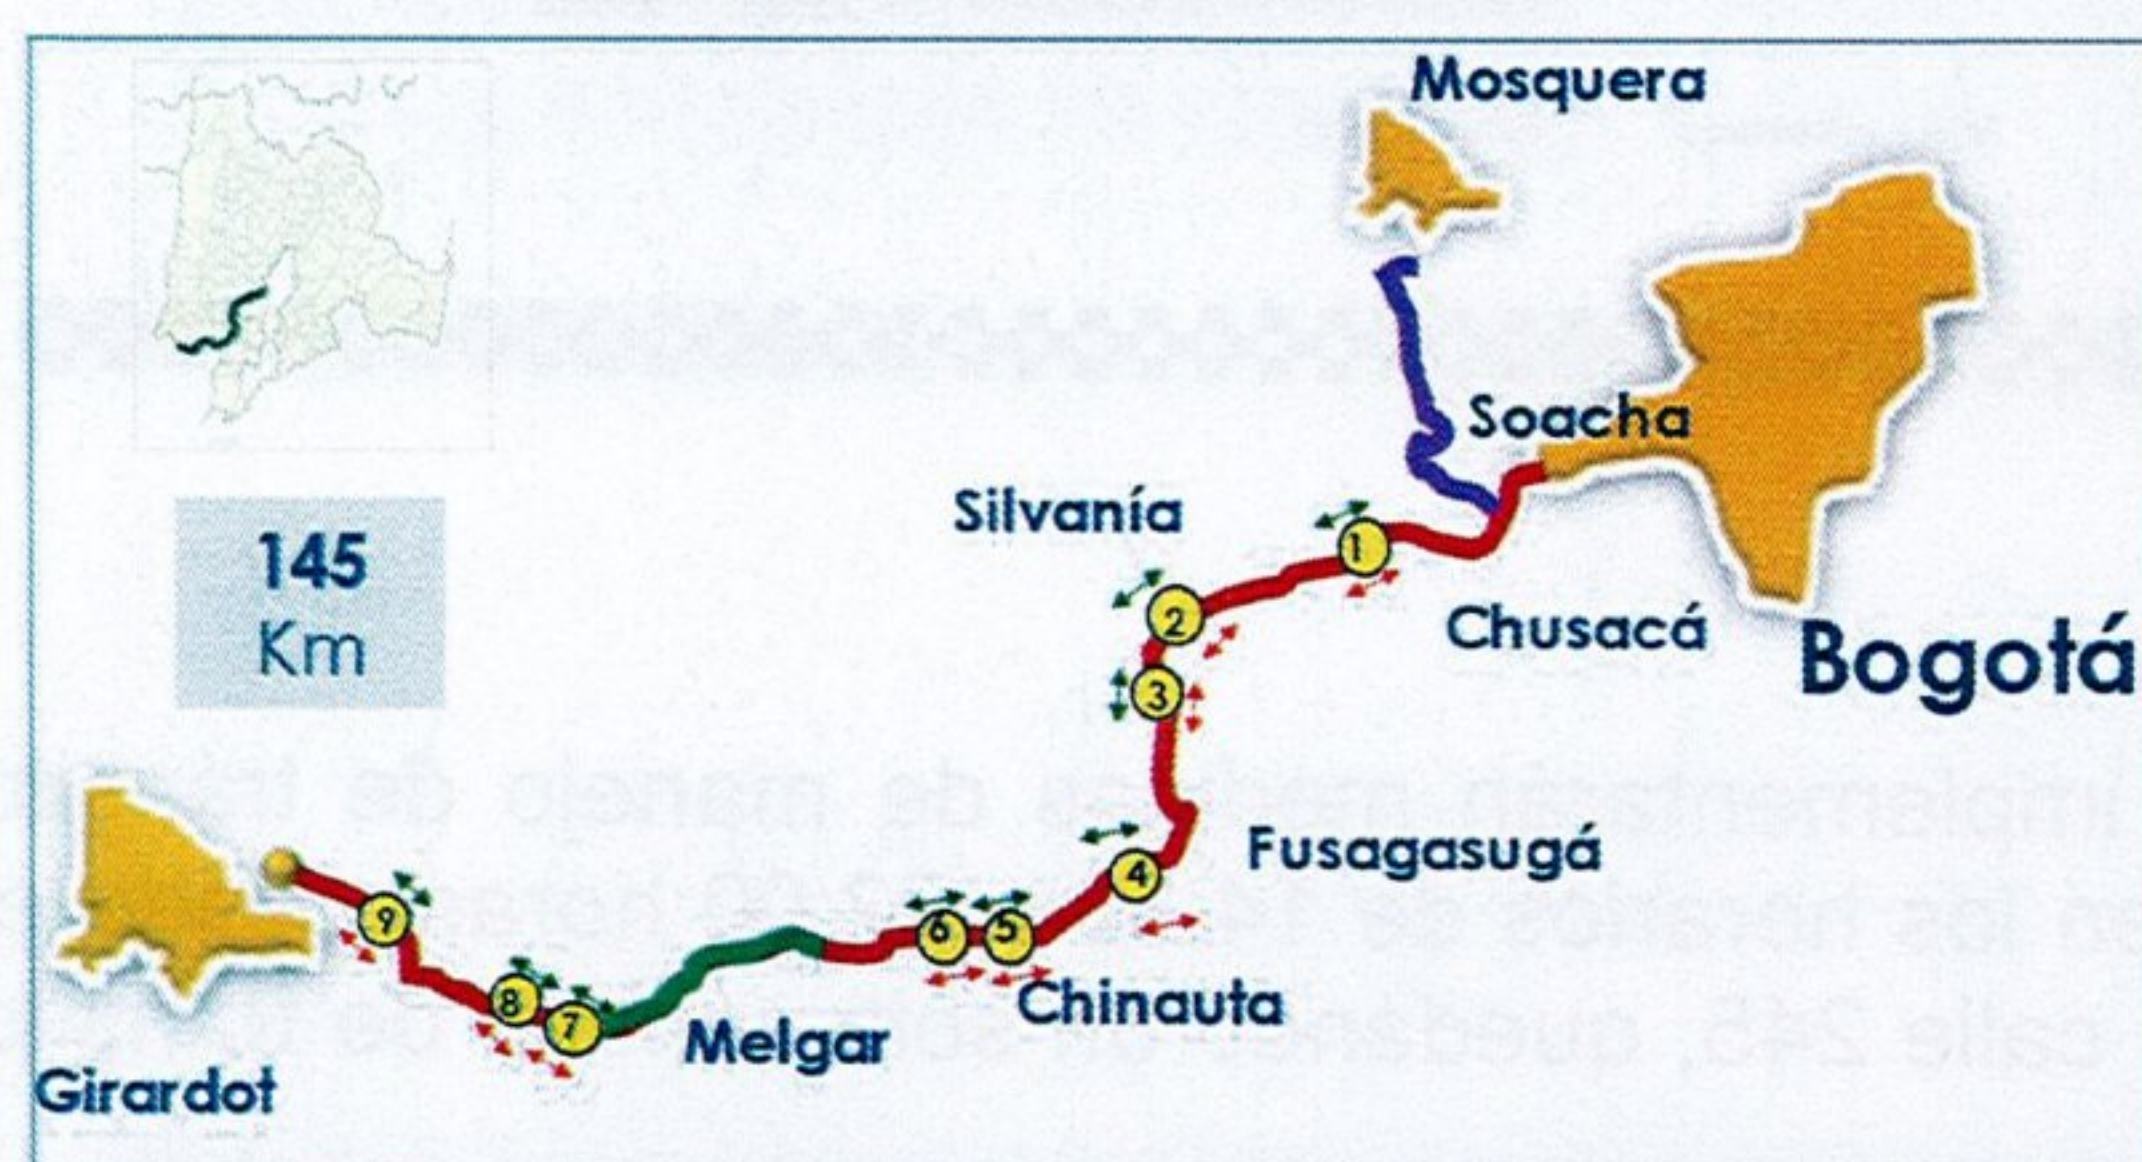 Mosquera
Soacha
Silvanía
1
2
Chusacá
Bogotá
145
Km
3
Fusagasugá
4
9
6
5
Chinauta
8
7
Melgar
Girardot